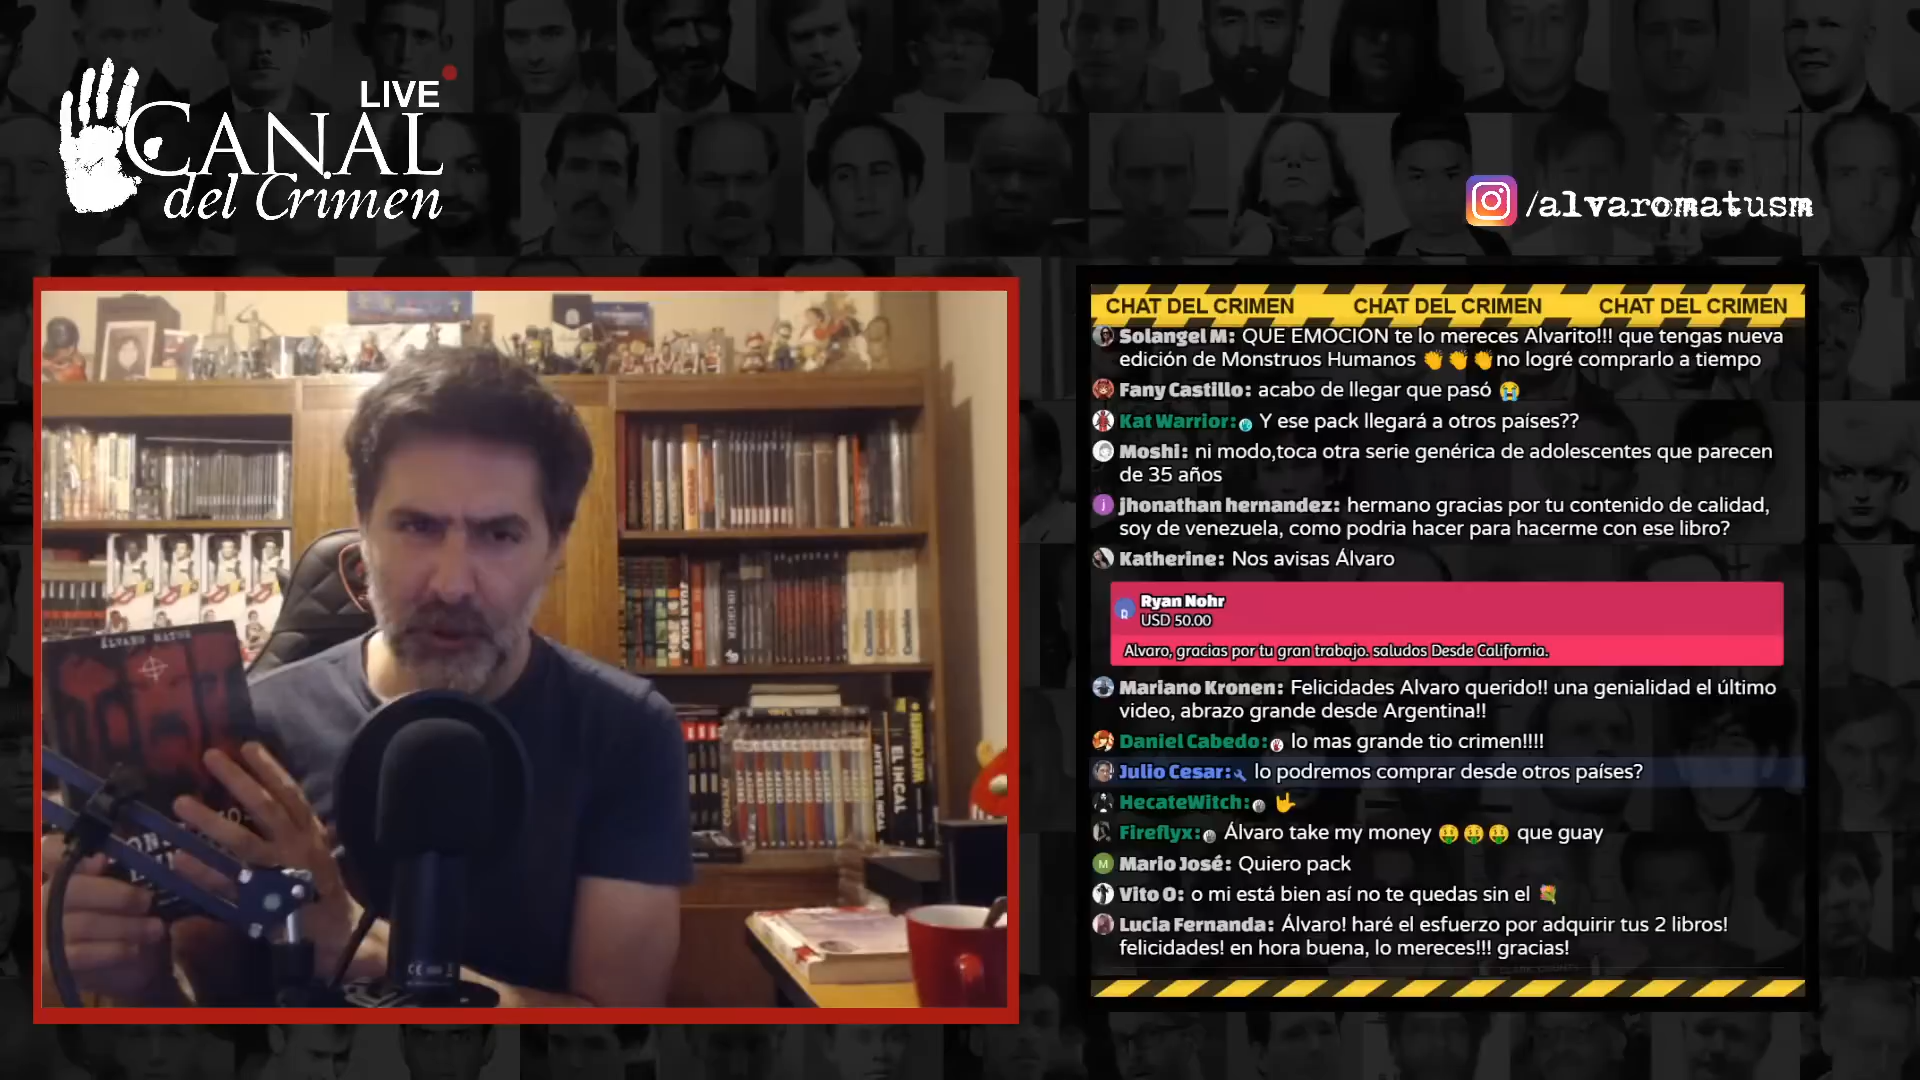 LIVE
CANAL
del Crimen
/alvaromatusm
CHAT DEL CRIMEN CHAT DEL CRIMEN CHAT DEL CRIMEN
Solangel M: QUE EMOCION te lo mereces Alvarito!!! que tengas nueva
edición de Monstruos Humanos 👏👏👏no logré comprarlo a tiempo
Fany Castillo: acabo de llegar que pasó 😭
Kat Warrior: Y ese pack llegará a otros países??
Moshi: ni modo,toca otra serie genérica de adolescentes que parecen
de 35 años
j jhonathan hernandez: hermano gracias por tu contenido de calidad,
soy de venezuela, como podria hacer para hacerme con ese libro?
Katherine: Nos avisas Álvaro
R Ryan Nohr
USD 50.00
Alvaro, gracias por tu gran trabajo. saludos Desde California.
Mariano Kronen: Felicidades Alvaro querido!! una genialidad el último
video, abrazo grande desde Argentina!!
Daniel Cabedo: lo mas grande tio crimen!!!!
Julio Cesar: lo podremos comprar desde otros países?
HecateWitch: 🤟
Fireflyx: Álvaro take my money 🤑🤑🤑 que guay
M Mario José: Quiero pack
Vito O: o mi está bien así no te quedas sin el 💐
Lucia Fernanda: Álvaro! haré el esfuerzo por adquirir tus 2 libros!
felicidades! en hora buena, lo mereces!!! gracias!
ÁLVARO MATUS
JUAN SOLO
EL INCAL
CE